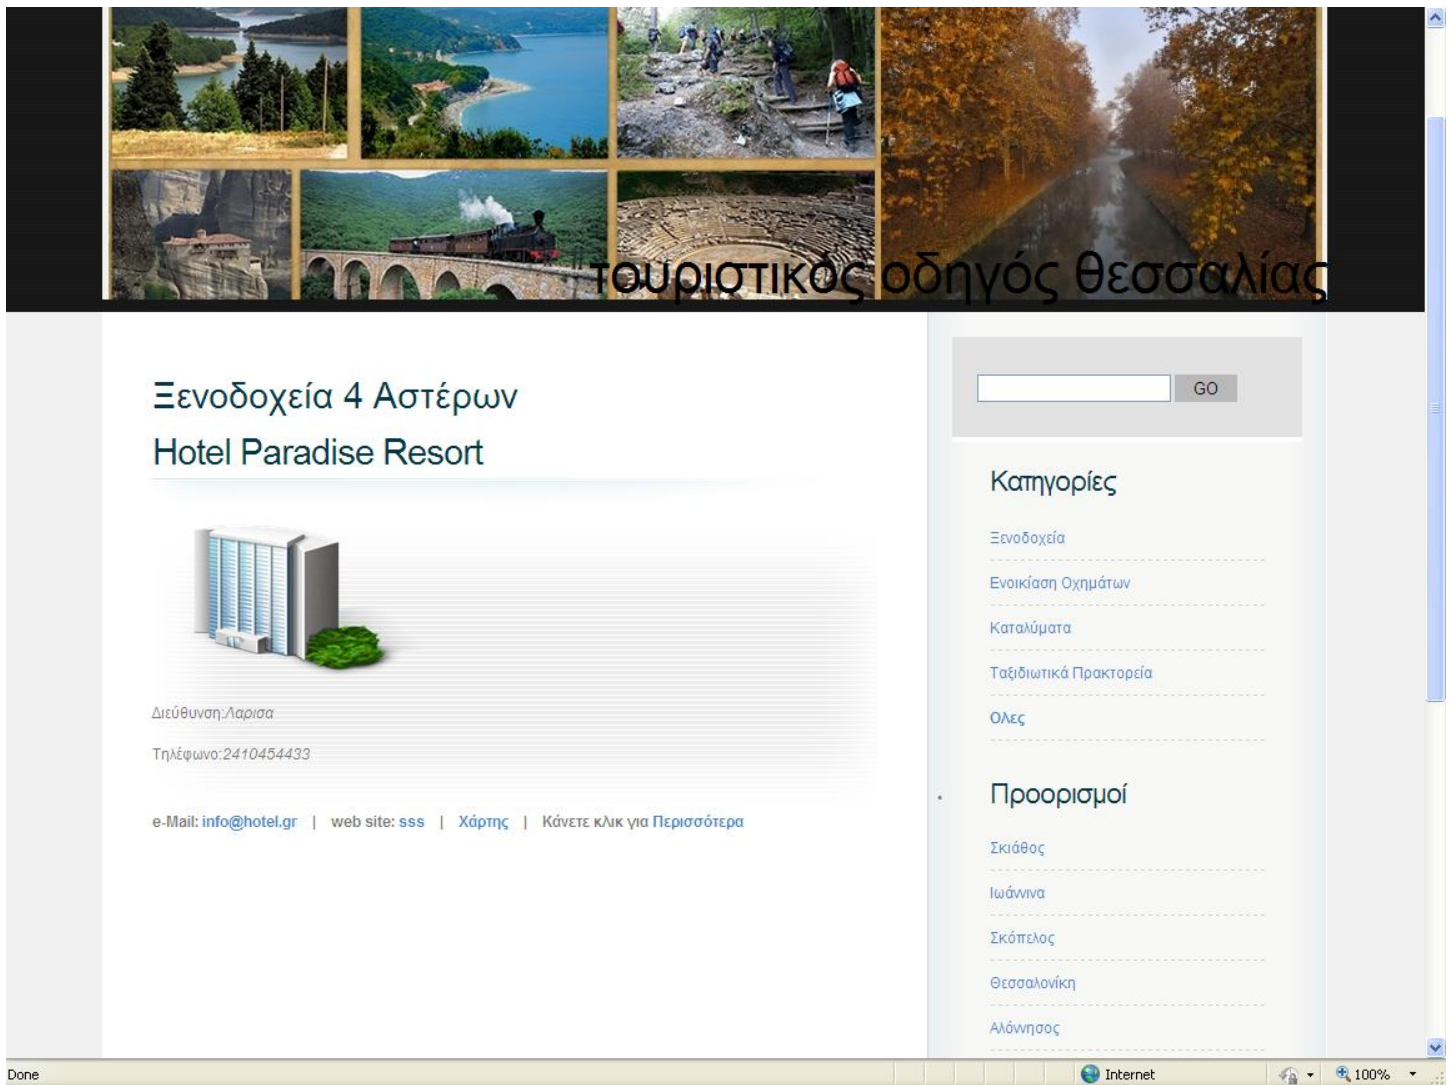 τουριστικός οδηγός θεσσαλίας
Ξενοδοχεία 4 Αστέρων
Hotel Paradise Resort
Διεύθυνση:Λαρισα
Τηλέφωνο:2410454433
e-Mail: info@hotel.gr | web site: sss | Χάρτης | Κάνετε κλικ για Περισσότερα
GO
Κατηγορίες
Ξενοδοχεία
Ενοικίαση Οχημάτων
Καταλύματα
Ταξιδιωτικά Πρακτορεία
Ολες
Προορισμοί
Σκιάθος
Ιωάννινα
Σκόπελος
Θεσσαλονίκη
Αλόννησος
Done
Internet
100%